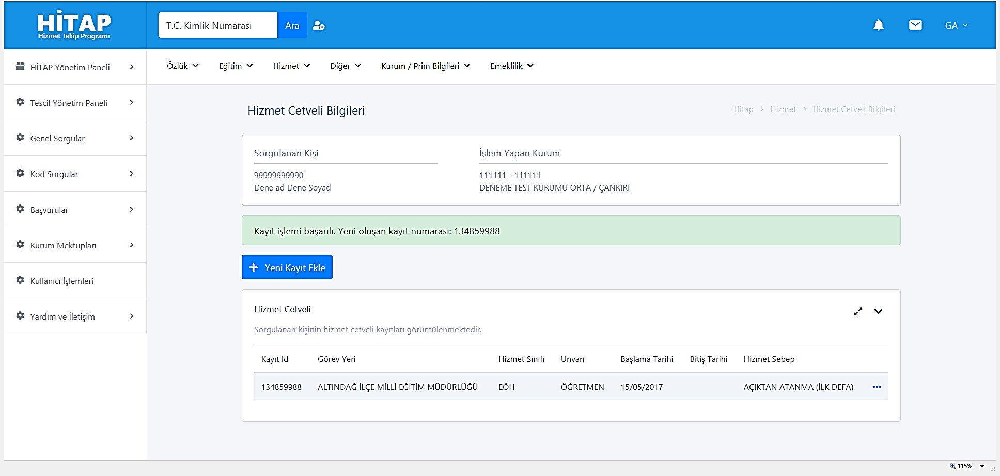 HİTAP
Hizmet Takip Programı
T.C. Kimlik Numarası Ara
GA
HİTAP Yönetim Paneli
Tescil Yönetim Paneli
Genel Sorgular
Kod Sorgular
Başvurular
Kurum Mektupları
Kullanıcı İşlemleri
Yardım ve İletişim
Özlük Eğitim Hizmet Diğer Kurum / Prim Bilgileri Emeklilik
Hizmet Cetveli Bilgileri
Hitap > Hizmet > Hizmet Cetveli Bilgileri
Sorgulanan Kişi
99999999990
Dene ad Dene Soyad
İşlem Yapan Kurum
111111 - 111111
DENEME TEST KURUMU ORTA / ÇANKIRI
Kayıt işlemi başarılı. Yeni oluşan kayıt numarası: 134859988
+ Yeni Kayıt Ekle
Hizmet Cetveli
Sorgulanan kişinin hizmet cetveli kayıtları görüntülenmektedir.
Kayıt Id Görev Yeri Hizmet Sınıfı Unvan Başlama Tarihi Bitiş Tarihi Hizmet Sebep
134859988 ALTINDAĞ İLÇE MİLLİ EĞİTİM MÜDÜRLÜĞÜ EÖH ÖĞRETMEN 15/05/2017 AÇIKTAN ATANMA (İLK DEFA)
115%